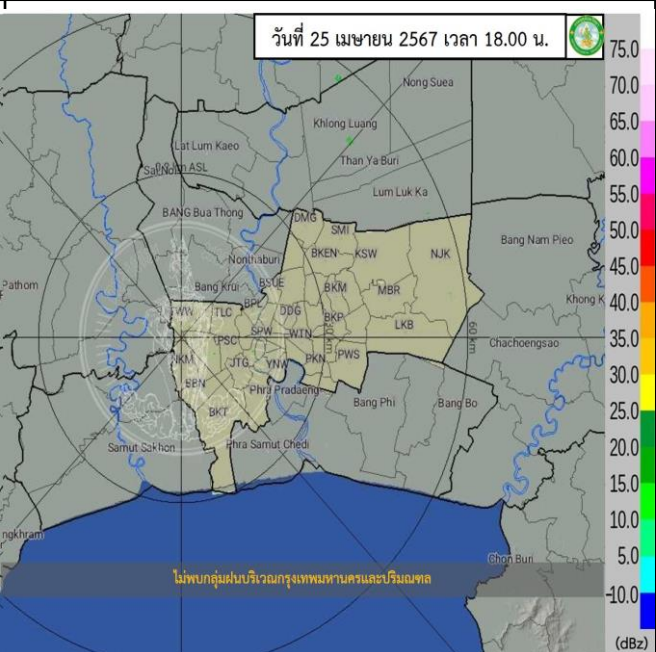 วันที่ 25 เมษายน 2567 เวลา 18.00 น.
75.0
70.0
65.0
60.0
55.0
50.0
45.0
40.0
35.0
30.0
25.0
20.0
15.0
10.0
5.0
-10.0
(dBz)
Nong Suea
Khlong Luang
Lat Lum Kaeo
Than Ya Buri
ASL
Lum Luk Ka
BANG Bua Thong
DMG
SMI
Bang Nam Pieo
BKEN
KSW
NJK
Nonthaburi
Pathom
Bang Krui
BSUE
BKM
MBR
Khong K
BPL
TWW
TLC
DDG
BKP
LKB
SPW
WTN
PSC
60 km
Chachoengsao
NKM
JTG
YNW
PKN
PWS
BBN
Phra Pradaeng
BKT
Bang Phi
Bang Bo
Samut Sakhon
Phra Samut Chedi
ngkhram
Chon Buri
ไม่พบกลุ่มฝนบริเวณกรุงเทพมหานครและปริมณฑล